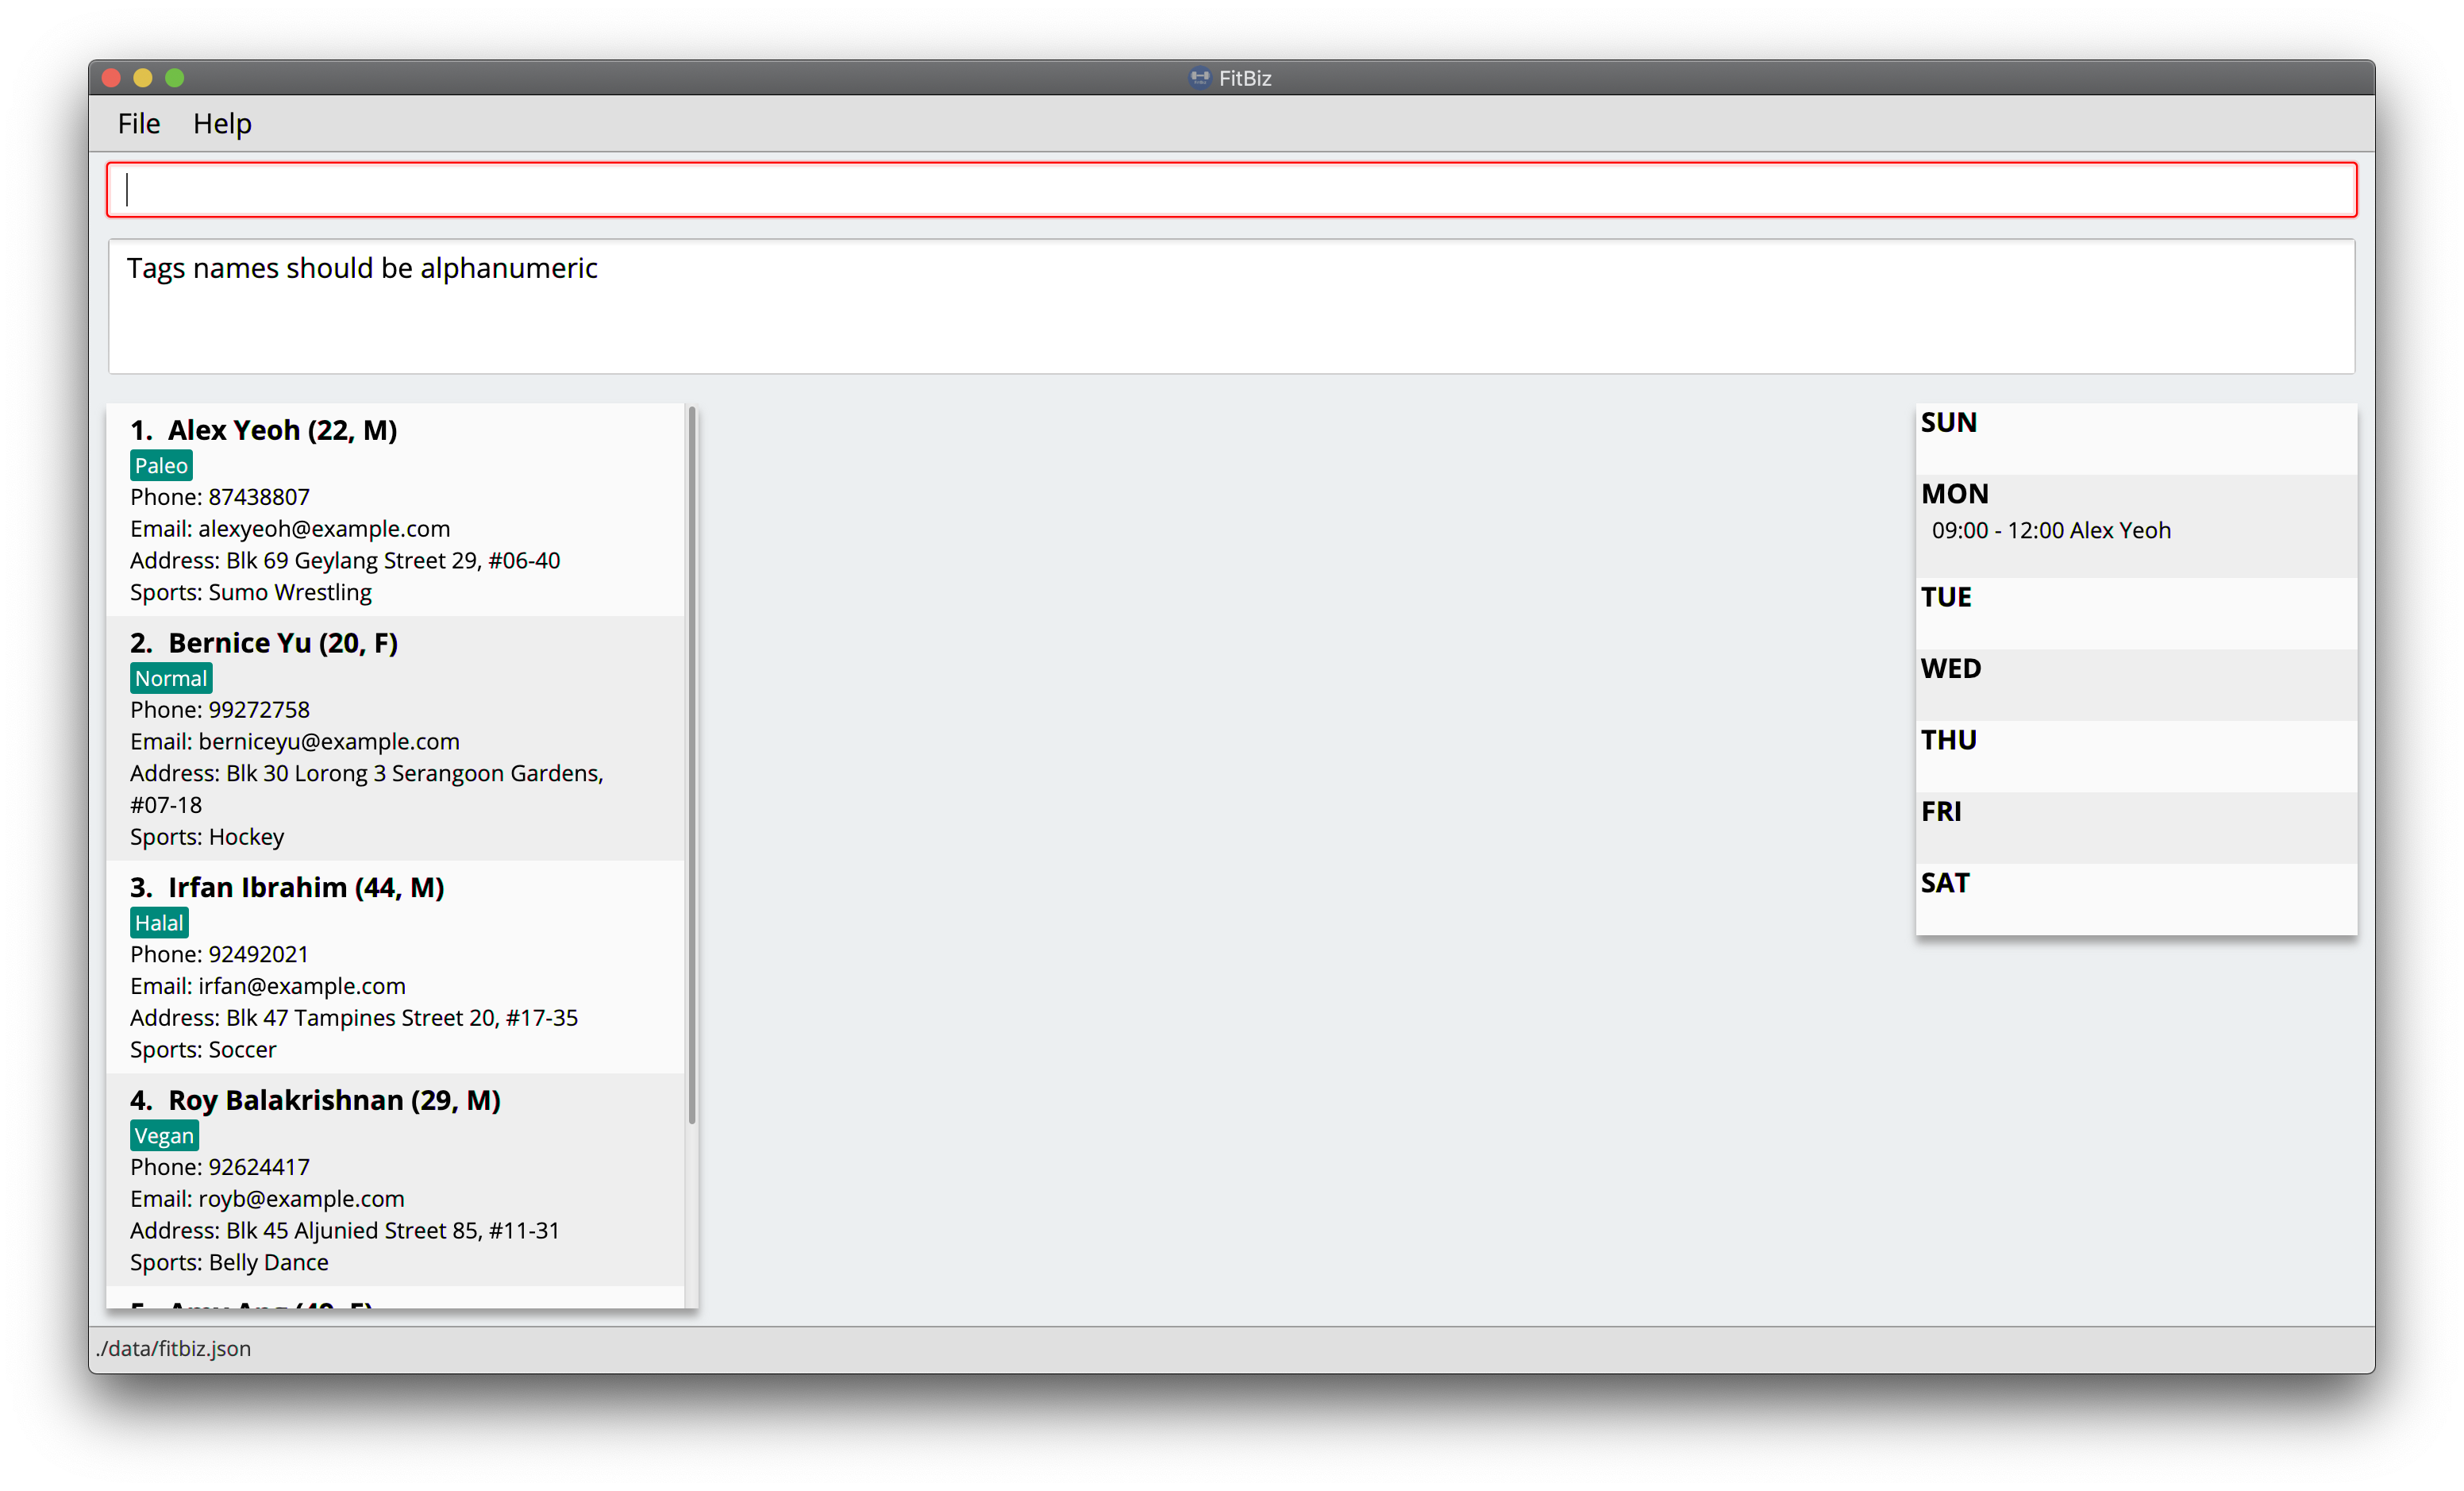 FitBiz
File Help
Tags names should be alphanumeric
1. Alex Yeoh (22, M)
Paleo
Phone: 87438807
Email: alexyeoh@example.com
Address: Blk 69 Geylang Street 29, #06-40
Sports: Sumo Wrestling
2. Bernice Yu (20, F)
Normal
Phone: 99272758
Email: berniceyu@example.com
Address: Blk 30 Lorong 3 Serangoon Gardens,
#07-18
Sports: Hockey
3. Irfan Ibrahim (44, M)
Halal
Phone: 92492021
Email: irfan@example.com
Address: Blk 47 Tampines Street 20, #17-35
Sports: Soccer
4. Roy Balakrishnan (29, M)
Vegan
Phone: 92624417
Email: royb@example.com
Address: Blk 45 Aljunied Street 85, #11-31
Sports: Belly Dance
SUN
MON
09:00 - 12:00 Alex Yeoh
TUE
WED
THU
FRI
SAT
./data/fitbiz.json